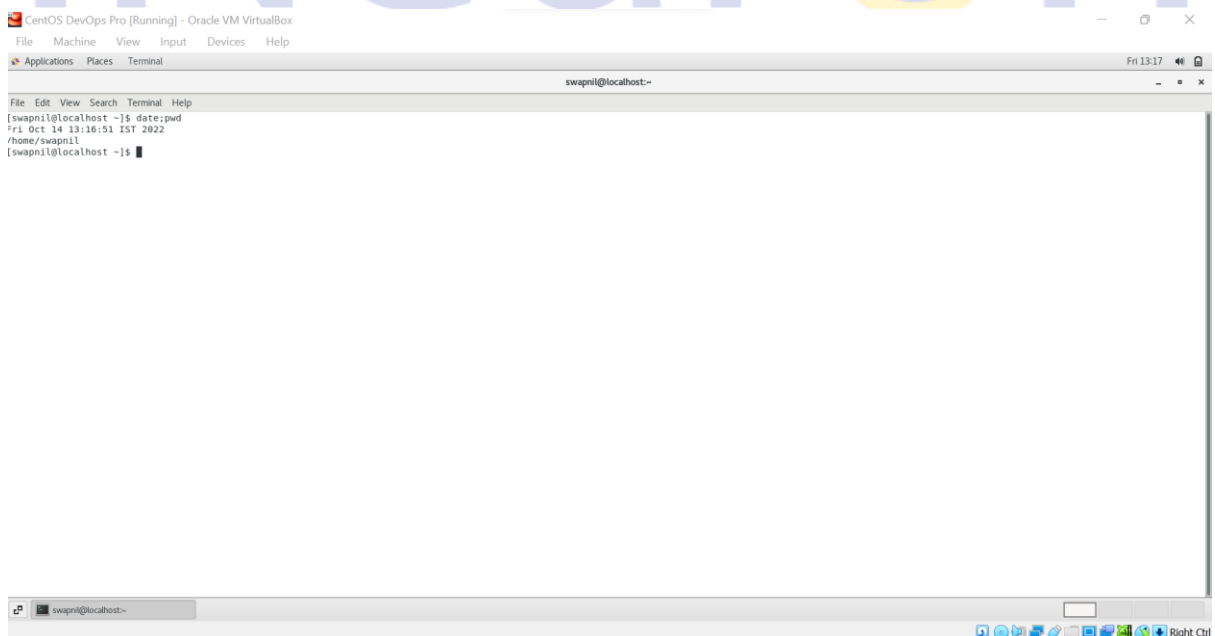 CentOS DevOps Pro [Running] - Oracle VM VirtualBox
File Machine View Input Devices Help
Applications Places Terminal Fri 13:17
swapnil@localhost:~
File Edit View Search Terminal Help
[swapnil@localhost ~]$ date;pwd
Fri Oct 14 13:16:51 IST 2022
/home/swapnil
[swapnil@localhost ~]$
swapnil@localhost:~
Right Ctrl